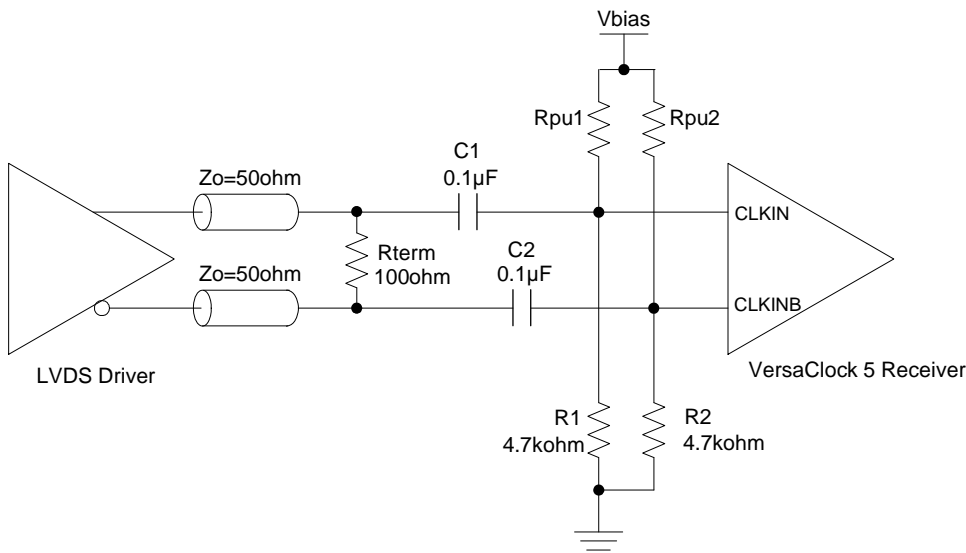 Vbias
Rpu1
Rpu2
C1
0.1µF
Zo=50ohm
CLKIN
Rterm
100ohm
C2
0.1µF
Zo=50ohm
CLKINB
LVDS Driver
VersaClock 5 Receiver
R1
4.7kohm
R2
4.7kohm